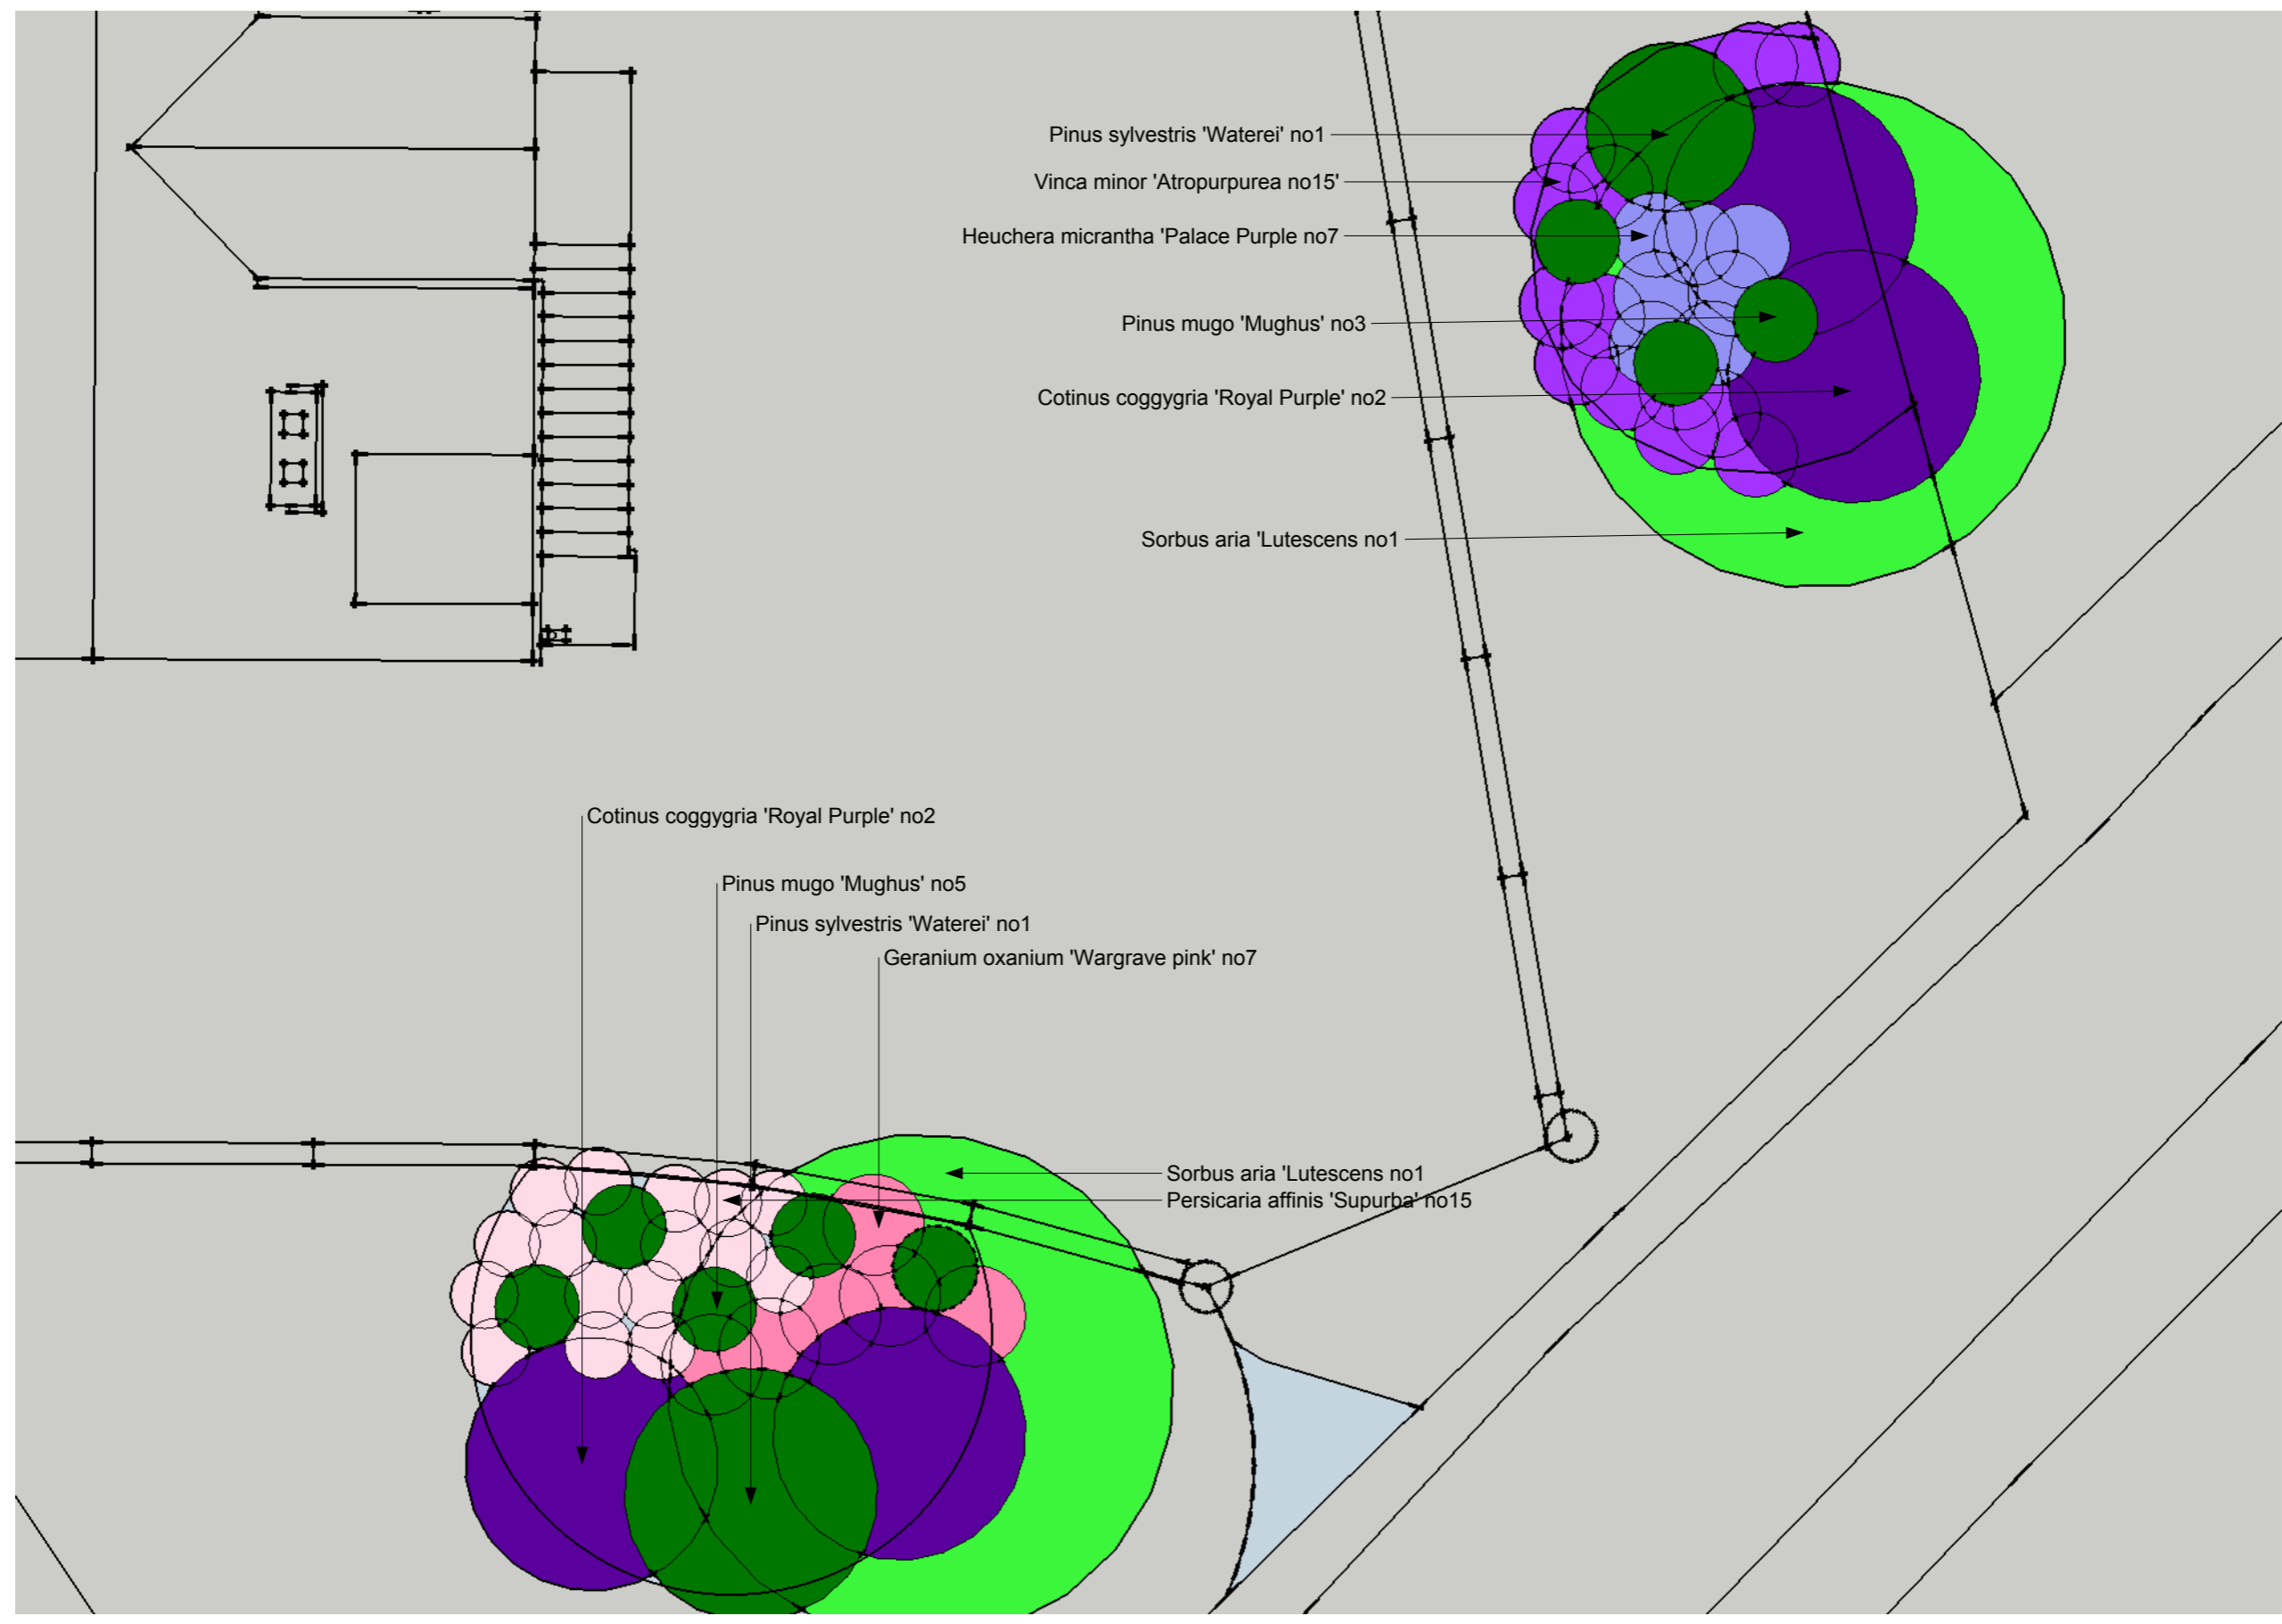 Pinus sylvestris 'Waterei' no1
Vinca minor 'Atropurpurea no15'
Heuchera micrantha 'Palace Purple no7
Pinus mugo 'Mughus' no3
Cotinus coggygria 'Royal Purple' no2
Sorbus aria 'Lutescens no1
Cotinus coggygria 'Royal Purple' no2
Pinus mugo 'Mughus' no5
Pinus sylvestris 'Waterei' no1
Geranium oxanium 'Wargrave pink' no7
Sorbus aria 'Lutescens no1
Persicaria affinis 'Supurba' no15